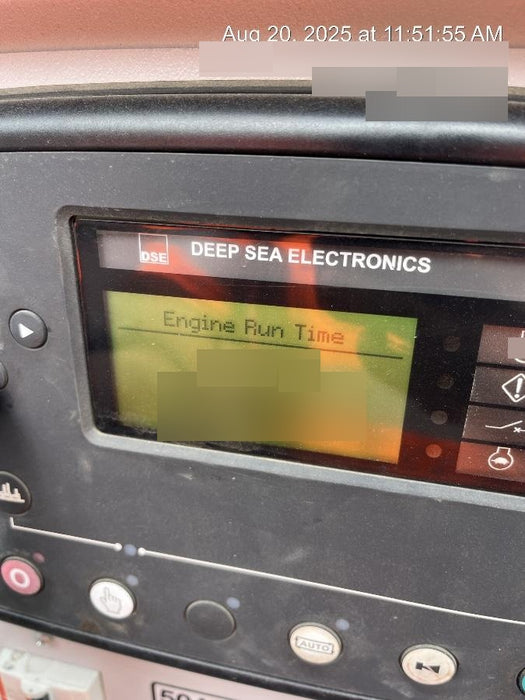 Aug 20, 2025 at 11:51:55 AM
DSE
DEEP SEA ELECTRONICS
Engine Run Time
AUTO